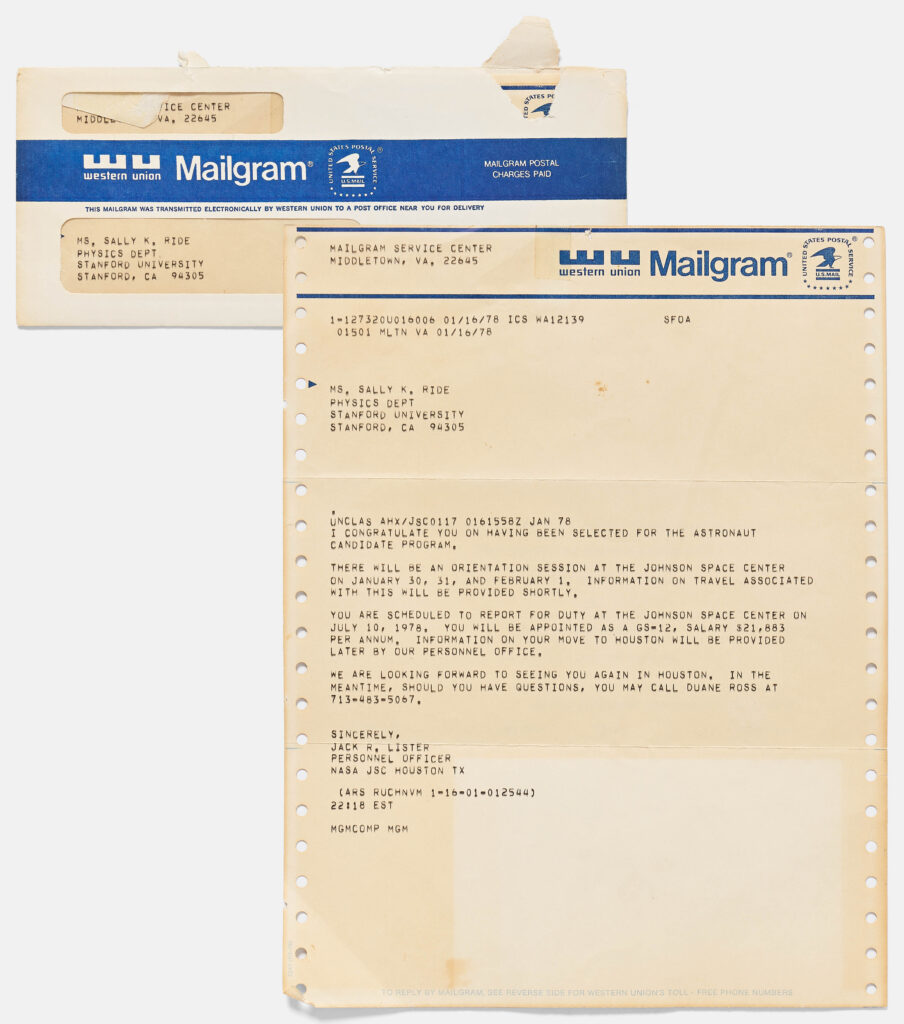 ICE CENTER
VA, 22645
western union
Mailgram®
UNITED STATES POSTAL SERVICE
U.S.MAIL
MAILGRAM POSTAL
CHARGES PAID
THIS MAILGRAM WAS TRANSMITTED ELECTRONICALLY BY WESTERN UNION TO A POST OFFICE NEAR YOU FOR DELIVERY
MS, SALLY K, RIDE
PHYSICS DEPT
STANFORD UNIVERSITY
STANFORD, CA 94305
MAILGRAM SERVICE CENTER
MIDDLETOWN, VA, 22645
western union
Mailgram®
UNITED STATES POSTAL SERVICE
U.S.MAIL
1=127320U016006 01/16/78 ICS WA12139 SFOA
01501 MLTN VA 01/16/78
MS, SALLY K, RIDE
PHYSICS DEPT
STANFORD UNIVERSITY
STANFORD, CA 94305
UNCLAS AHX/JSC0117 0161558Z JAN 78
I CONGRATULATE YOU ON HAVING BEEN SELECTED FOR THE ASTRONAUT
CANDIDATE PROGRAM,
THERE WILL BE AN ORIENTATION SESSION AT THE JOHNSON SPACE CENTER
ON JANUARY 30, 31, AND FEBRUARY 1, INFORMATION ON TRAVEL ASSOCIATED
WITH THIS WILL BE PROVIDED SHORTLY,
YOU ARE SCHEDULED TO REPORT FOR DUTY AT THE JOHNSON SPACE CENTER ON
JULY 10, 1978, YOU WILL BE APPOINTED AS A GS=12, SALARY $21,883
PER ANNUM, INFORMATION ON YOUR MOVE TO HOUSTON WILL BE PROVIDED
LATER BY OUR PERSONNEL OFFICE,
WE ARE LOOKING FORWARD TO SEEING YOU AGAIN IN HOUSTON, IN THE
MEANTIME, SHOULD YOU HAVE QUESTIONS, YOU MAY CALL DUANE ROSS AT
713=483=5067,
SINCERELY,
JACK R, LISTER
PERSONNEL OFFICER
NASA JSC HOUSTON TX
(ARS RUCHNVM 1=16=01=012544)
22:18 EST
MGMCOMP MGM
TO REPLY BY MAILGRAM, SEE REVERSE SIDE FOR WESTERN UNION'S TOLL - FREE PHONE NUMBERS